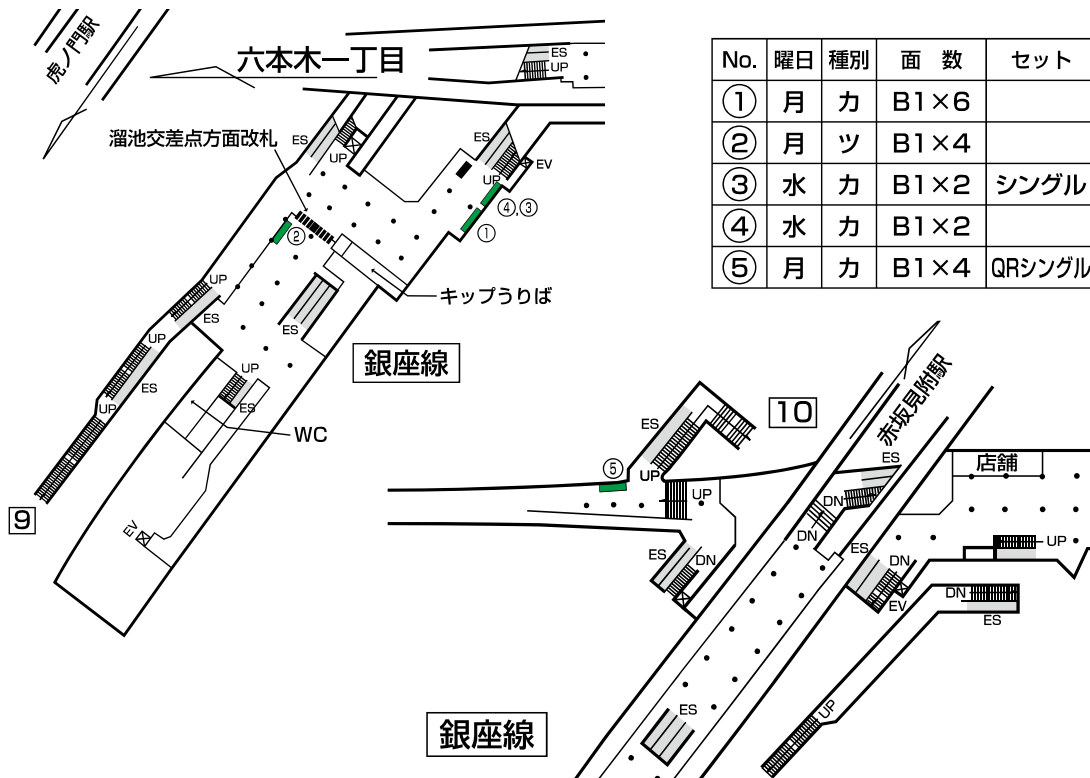 虎ノ門駅
六本木一丁目
ES
UP
溜池交差点方面改札
ES
UP
ES
UP
EV
④,③
①
②
キップうりば
UP
ES
ES
UP
ES
UP
ES
UP
WC
EV
9
銀座線
No. 曜日 種別 面 数 セット
① 月 カ B1×6
② 月 ツ B1×4
③ 水 カ B1×2 シングル
④ 水 カ B1×2
⑤ 月 カ B1×4 QRシングル
10
赤坂見附駅
ES
UP
⑤
UP
ES
DN
ES
DN
DN
店舗
UP
ES
DN
EV
DN
ES
UP
ES
銀座線